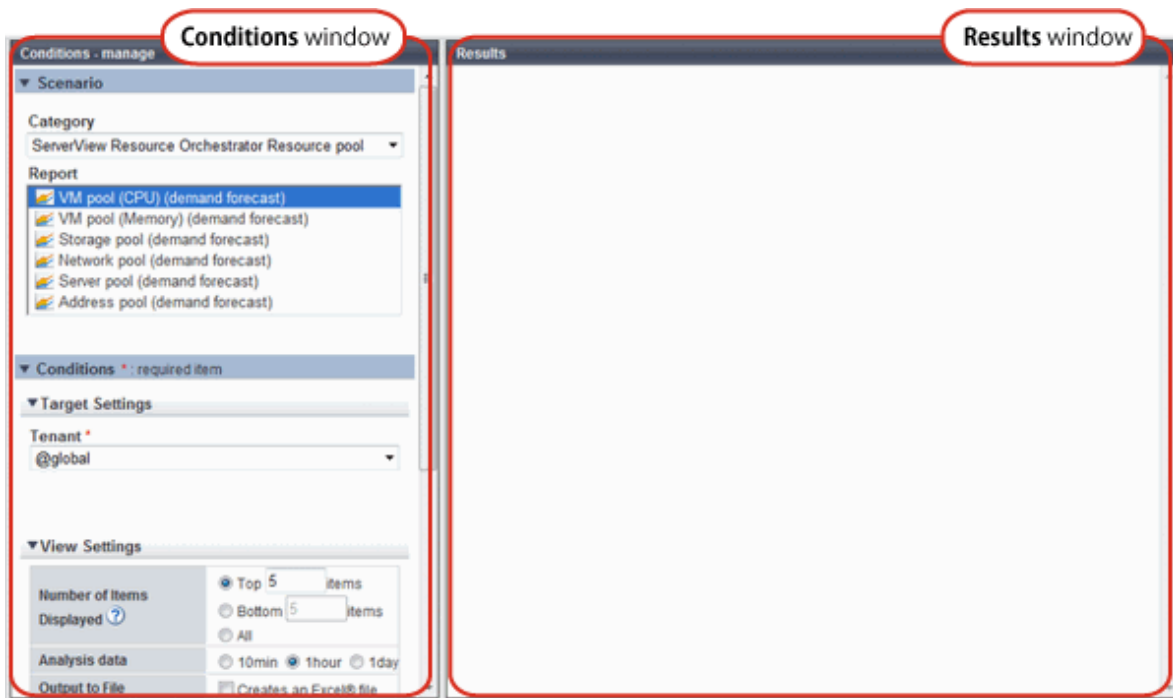 Conditions window
Results window
Conditions - manage
Results
Scenario
Category
ServerView Resource Orchestrator Resource pool
Report
VM pool (CPU) (demand forecast)
VM pool (Memory) (demand forecast)
Storage pool (demand forecast)
Network pool (demand forecast)
Server pool (demand forecast)
Address pool (demand forecast)
Conditions * : required item
Target Settings
Tenant *
@global
View Settings
Number of Items
Displayed ?
Top 5 items
Bottom 5 items
All
Analysis data
10min 1hour 1day
Output to File
Creates an Excel® file